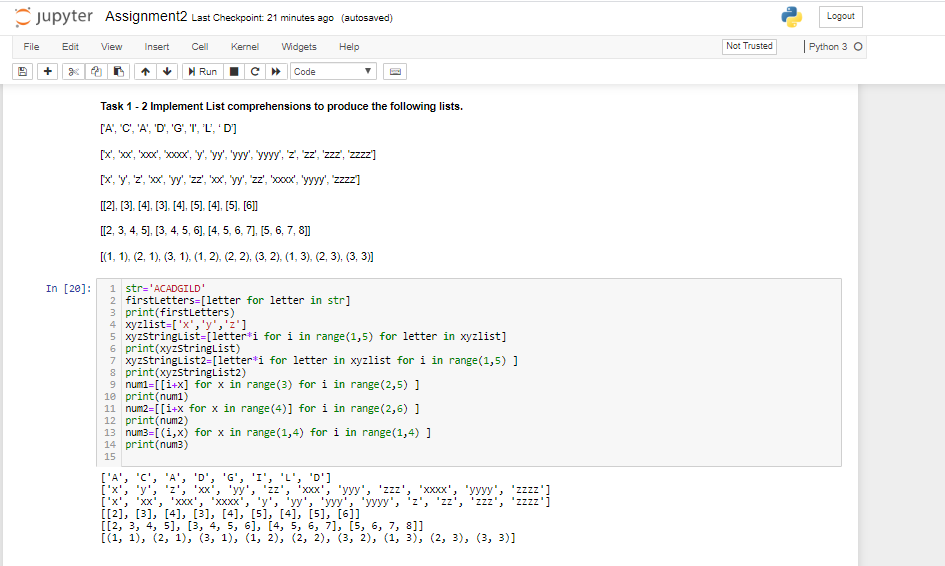 jupyter Assignment2 Last Checkpoint: 21 minutes ago (autosaved) Logout
File Edit View Insert Cell Kernel Widgets Help Not Trusted Python 3
Run Code
Task 1 - 2 Implement List comprehensions to produce the following lists.
['A', 'C', 'A', 'D', 'G', 'I', 'L', ' D']
['x', 'xx', 'xxx', 'xxxx', 'y', 'yy', 'yyy', 'yyyy', 'z', 'zz', 'zzz', 'zzzz']
['x', 'y', 'z', 'xx', 'yy', 'zz', 'xx', 'yy', 'zz', 'xxxx', 'yyyy', 'zzzz']
[[2], [3], [4], [3], [4], [5], [4], [5], [6]]
[[2, 3, 4, 5], [3, 4, 5, 6], [4, 5, 6, 7], [5, 6, 7, 8]]
[(1, 1), (2, 1), (3, 1), (1, 2), (2, 2), (3, 2), (1, 3), (2, 3), (3, 3)]
In [20]: 1 str='ACADGILD'
2 firstLetters=[letter for letter in str]
3 print(firstLetters)
4 xyzlist=['x','y','z']
5 xyzStringList=[letter*i for i in range(1,5) for letter in xyzlist]
6 print(xyzStringList)
7 xyzStringList2=[letter*i for letter in xyzlist for i in range(1,5) ]
8 print(xyzStringList2)
9 num1=[[i+x] for x in range(3) for i in range(2,5) ]
10 print(num1)
11 num2=[[i+x for x in range(4)] for i in range(2,6) ]
12 print(num2)
13 num3=[(i,x) for x in range(1,4) for i in range(1,4) ]
14 print(num3)
15
['A', 'C', 'A', 'D', 'G', 'I', 'L', 'D']
['x', 'y', 'z', 'xx', 'yy', 'zz', 'xxx', 'yyy', 'zzz', 'xxxx', 'yyyy', 'zzzz']
['x', 'xx', 'xxx', 'xxxx', 'y', 'yy', 'yyy', 'yyyy', 'z', 'zz', 'zzz', 'zzzz']
[[2], [3], [4], [3], [4], [5], [4], [5], [6]]
[[2, 3, 4, 5], [3, 4, 5, 6], [4, 5, 6, 7], [5, 6, 7, 8]]
[(1, 1), (2, 1), (3, 1), (1, 2), (2, 2), (3, 2), (1, 3), (2, 3), (3, 3)]